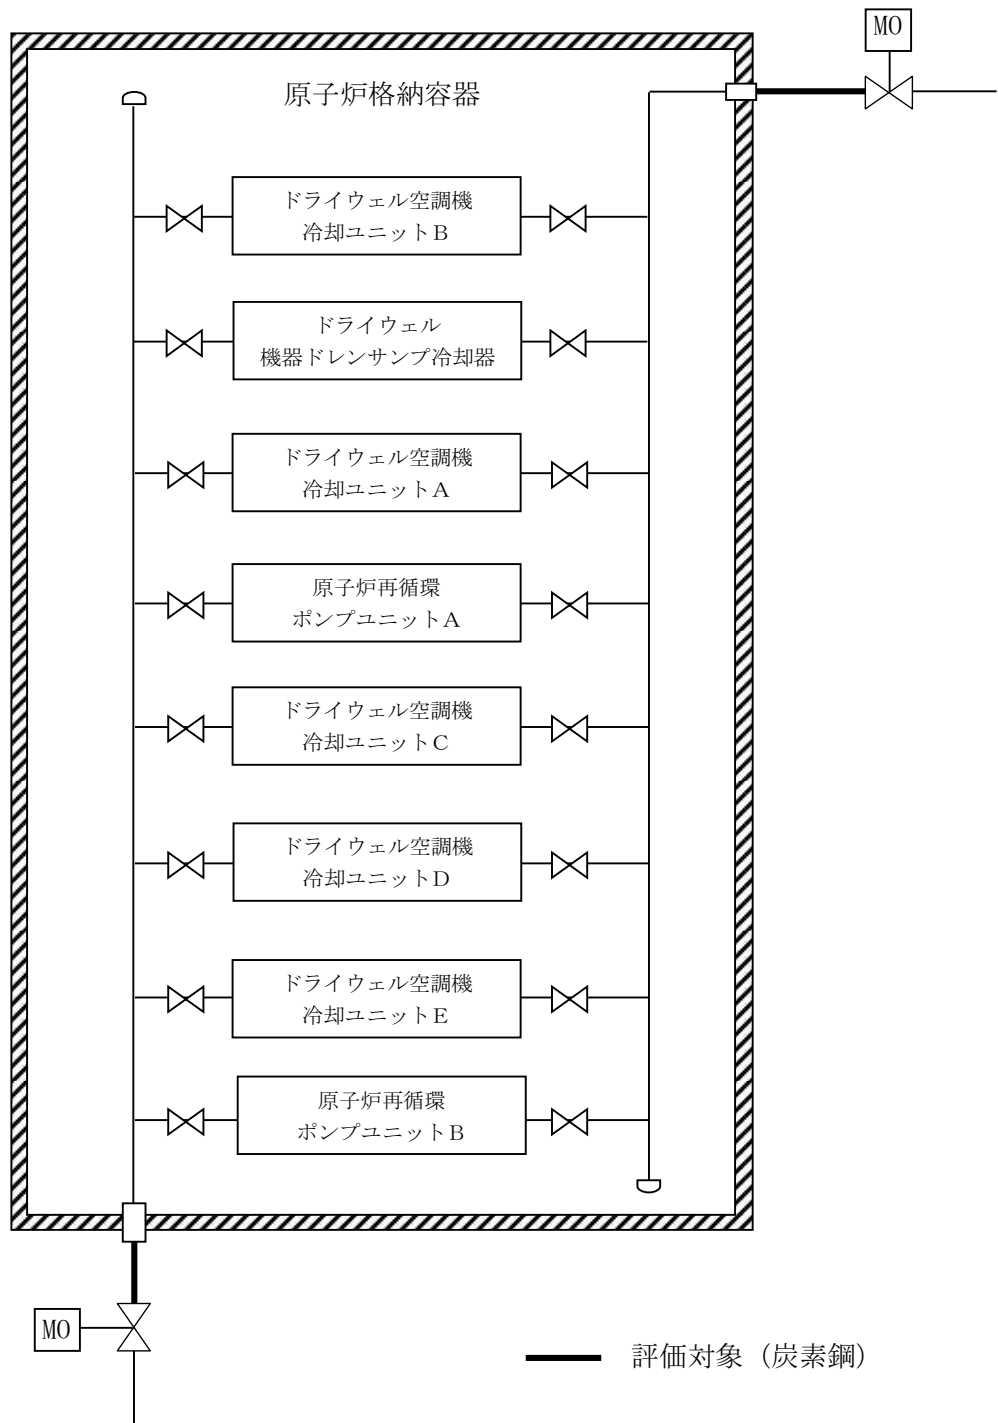 MO
原子炉格納容器
ドライウェル空調機
冷却ユニットＢ
ドライウェル
機器ドレンサンプ冷却器
ドライウェル空調機
冷却ユニットＡ
原子炉再循環
ポンプユニットＡ
ドライウェル空調機
冷却ユニットＣ
ドライウェル空調機
冷却ユニットＤ
ドライウェル空調機
冷却ユニットＥ
原子炉再循環
ポンプユニットＢ
MO
評価対象（炭素鋼）